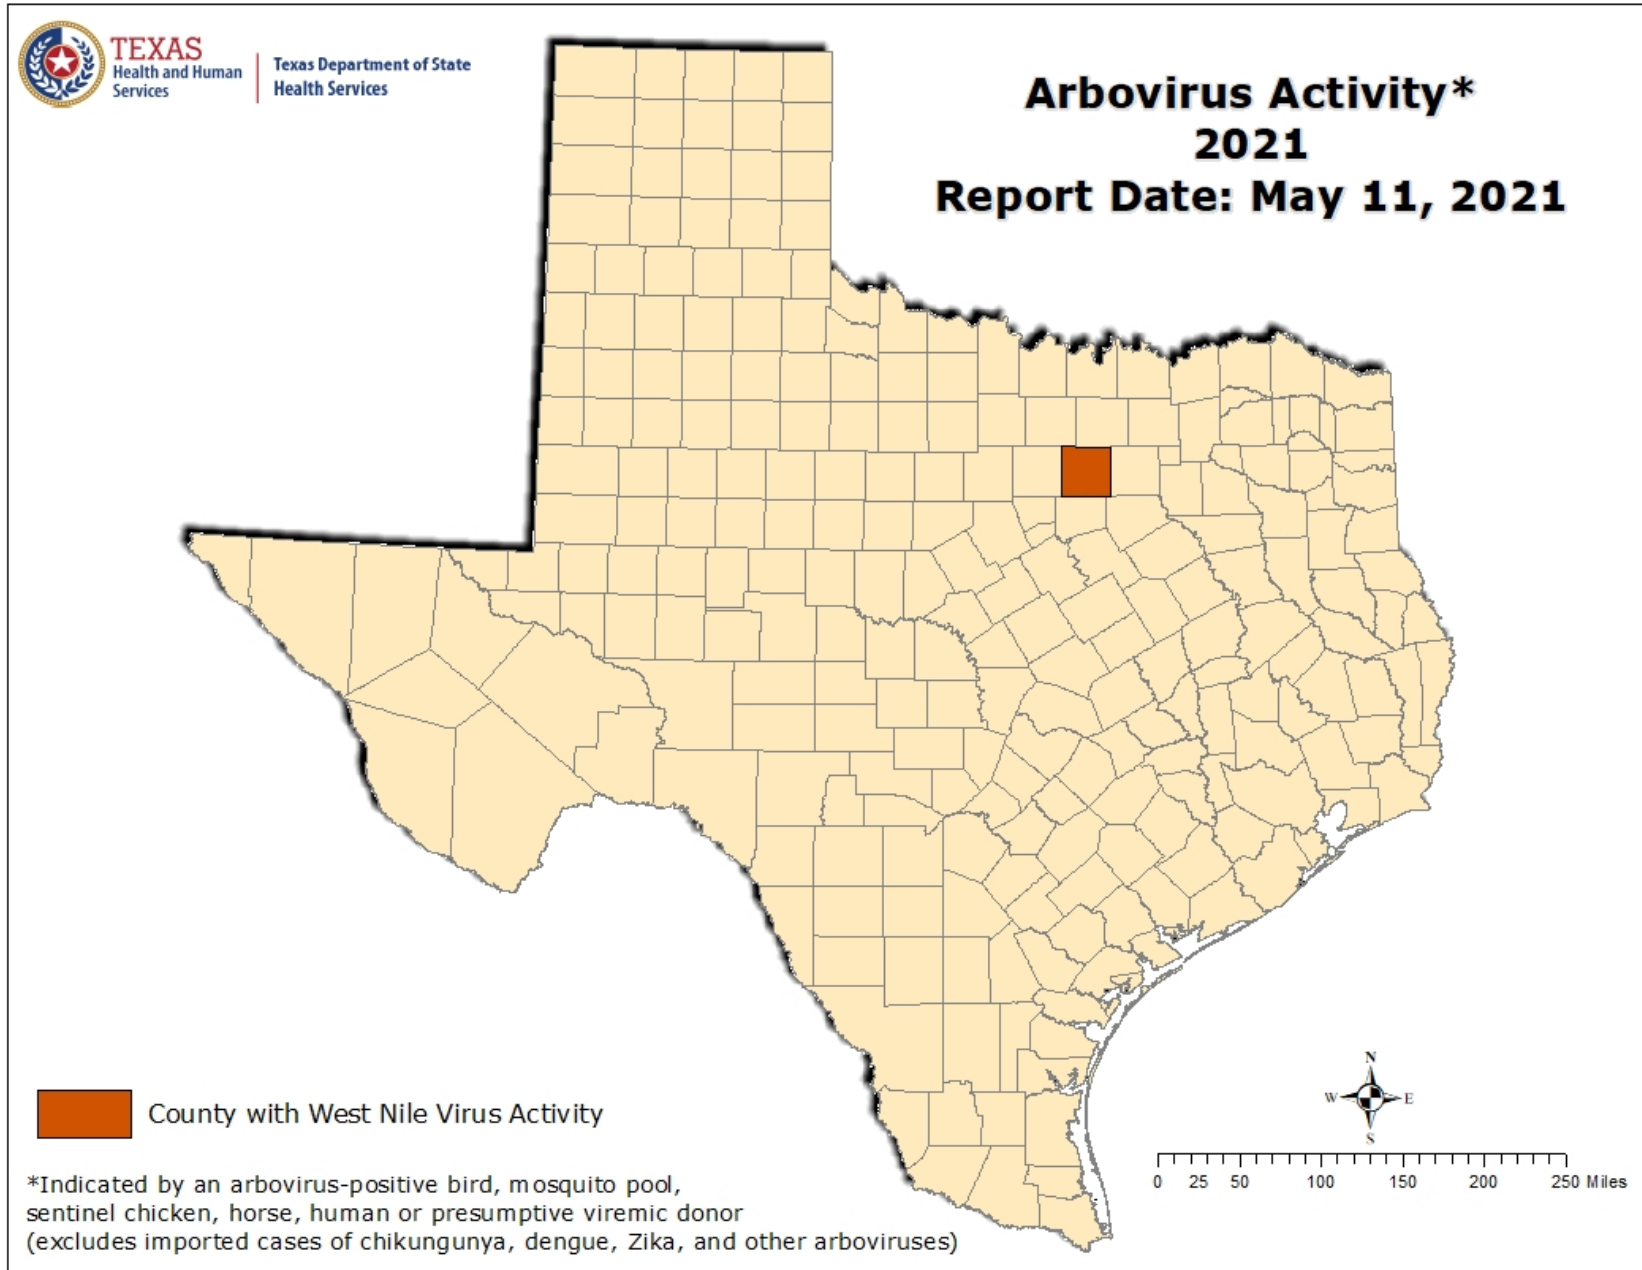 TEXAS
Health and Human
Services
Texas Department of State
Health Services
Arbovirus Activity*
2021
Report Date: May 11, 2021
County with West Nile Virus Activity
*Indicated by an arbovirus-positive bird, mosquito pool,
sentinel chicken, horse, human or presumptive viremic donor
(excludes imported cases of chikungunya, dengue, Zika, and other arboviruses)
N
W E
S
0 25 50 100 150 200 250 Miles